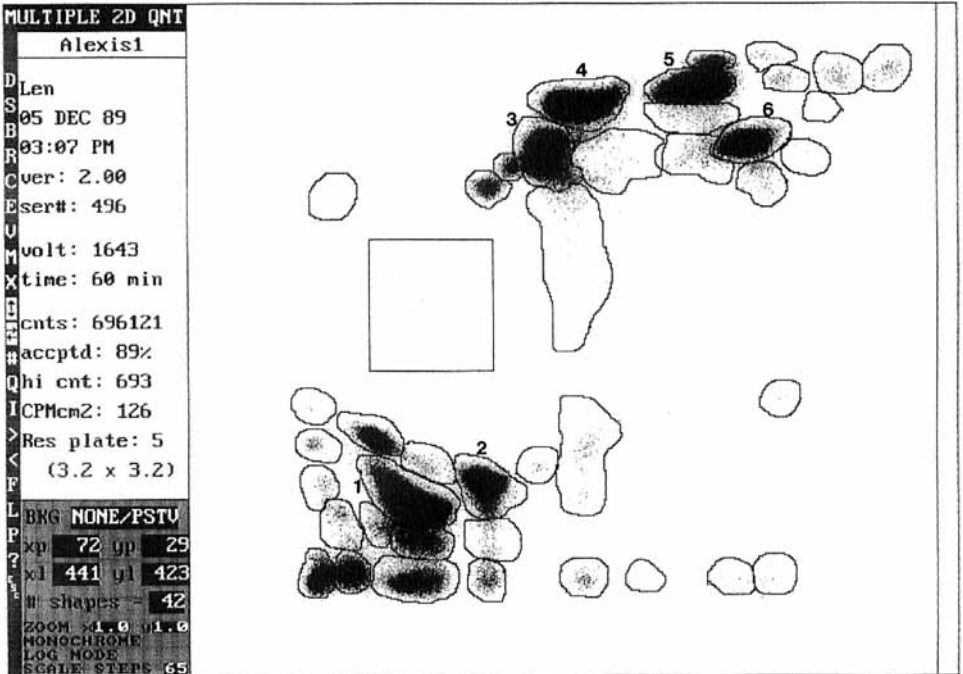 MULTIPLE 2D QNT
Alexis1
D
S
B
R
C
E
V
M
X
#
Q
I
>
<
F
L
P
?
Len
05 DEC 89
03:07 PM
ver: 2.00
ser#: 496
volt: 1643
time: 60 min
cnts: 696121
accptd: 89%
hi cnt: 693
CPMcm2: 126
Res plate: 5
(3.2 x 3.2)
BKG NONE/PSTV
xp 72 yp 29
xl 441 yl 423
# shapes = 42
ZOOM x1.0 y1.0
MONOCHROME
LOG MODE
SCALE STEPS 65
4
5
3
6
2
1